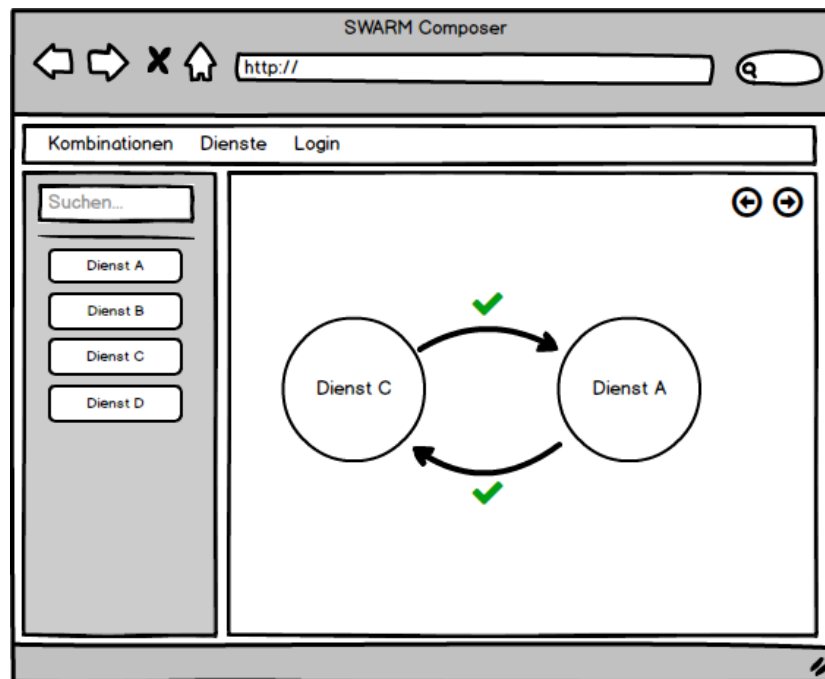 SWARM Composer
http://
Kombinationen Dienste Login
Suchen...
Dienst A
Dienst B
Dienst C
Dienst D
Dienst C
Dienst A